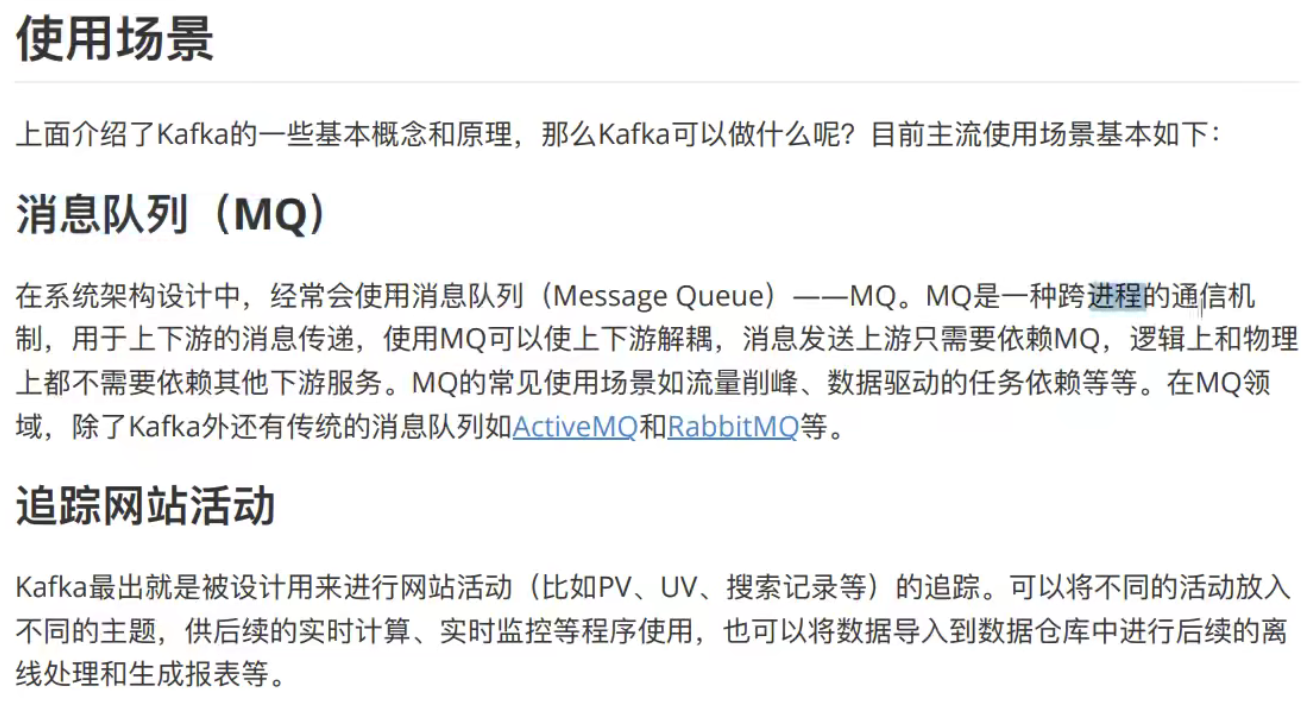 使用场景
上面介绍了Kafka的一些基本概念和原理，那么Kafka可以做什么呢？目前主流使用场景基本如下：
消息队列（MQ）
在系统架构设计中，经常会使用消息队列（Message Queue）——MQ。MQ是一种跨进程的通信机
制，用于上下游的消息传递，使用MQ可以使上下游解耦，消息发送上游只需要依赖MQ，逻辑上和物理
上都不需要依赖其他下游服务。MQ的常见使用场景如流量削峰、数据驱动的任务依赖等等。在MQ领
域，除了Kafka外还有传统的消息队列如ActiveMQ和RabbitMQ等。
追踪网站活动
Kafka最出就是被设计用来进行网站活动（比如PV、UV、搜索记录等）的追踪。可以将不同的活动放入
不同的主题，供后续的实时计算、实时监控等程序使用，也可以将数据导入到数据仓库中进行后续的离
线处理和生成报表等。